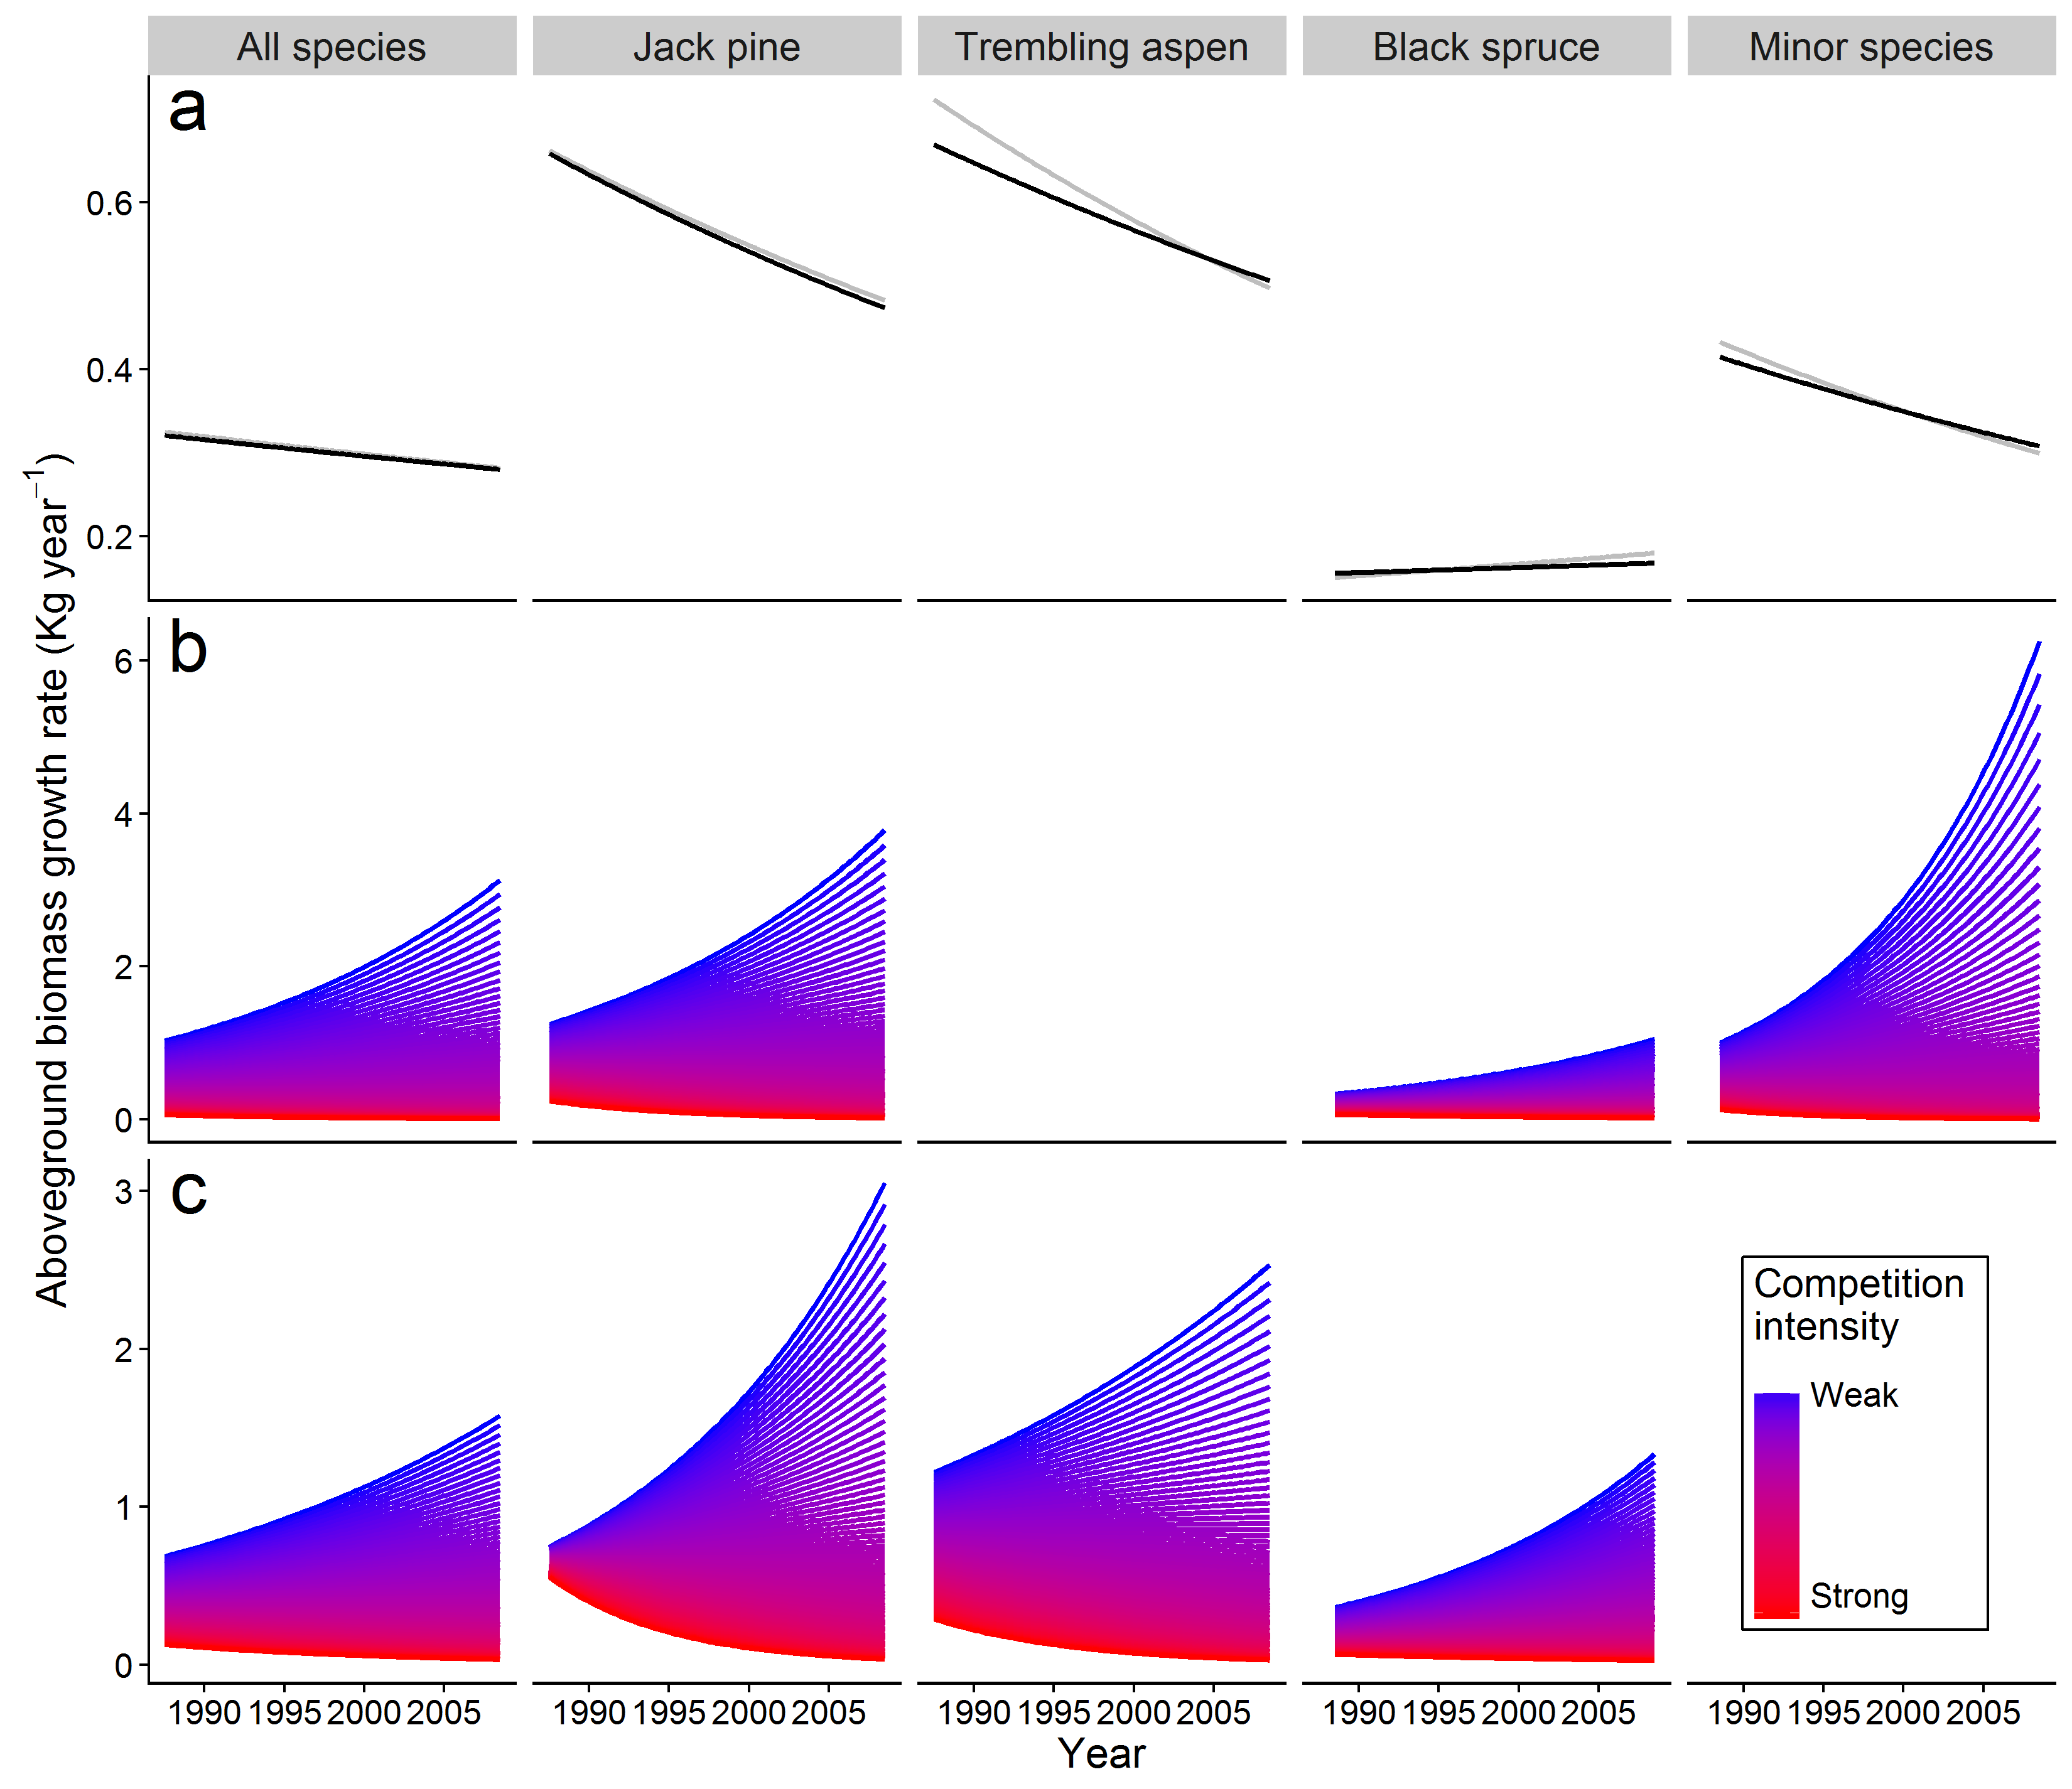 All species
Jack pine
Trembling aspen
Black spruce
Minor species
Aboveground biomass growth rate (Kg year⁻¹)
a
0.6
0.4
0.2
b
6
4
2
0
c
3
2
1
0
Competition
intensity
Weak
Strong
1990 1995 2000 2005
1990 1995 2000 2005
1990 1995 2000 2005
1990 1995 2000 2005
1990 1995 2000 2005
Year